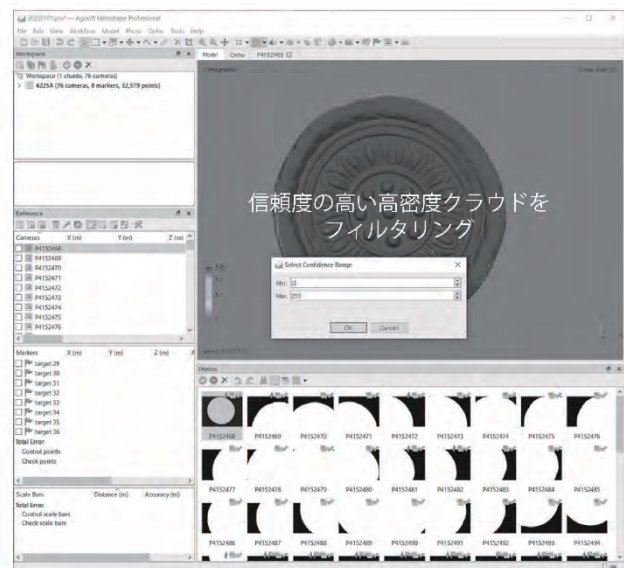 20220101.psx* — Agisoft Metashape Professional
File Edit View Workflow Model Photo Ortho Tools Help
Workspace
Workspace (1 chunks, 76 cameras)
6225A (76 cameras, 8 markers, 32,579 points)
Reference
Cameras X (m) Y (m) Z (m)
P4152468
P4152469
P4152470
P4152471
P4152472
P4152473
P4152474
P4152475
P4152476
Markers X (m) Y (m) Z (m)
target 29
target 30
target 31
target 32
target 33
target 34
target 35
target 36
Total Error
Control points
Check points
Scale Bars Distance (m) Accuracy (m)
Total Error
Control scale bars
Check scale bars
Model Ortho P4152468
信頼度の高い高密度クラウドを
フィルタリング
Select Confidence Range
Min:
Max: 255
OK Cancel
Photos
P4152468 P4152469 P4152470 P4152471 P4152472 P4152473 P4152474 P4152475 P4152476
P4152477 P4152478 P4152479 P4152480 P4152481 P4152482 P4152483 P4152484 P4152485
P4152486 P4152487 P4152488 P4152489 P4152490 P4152491 P4152492 P4152493 P4152494